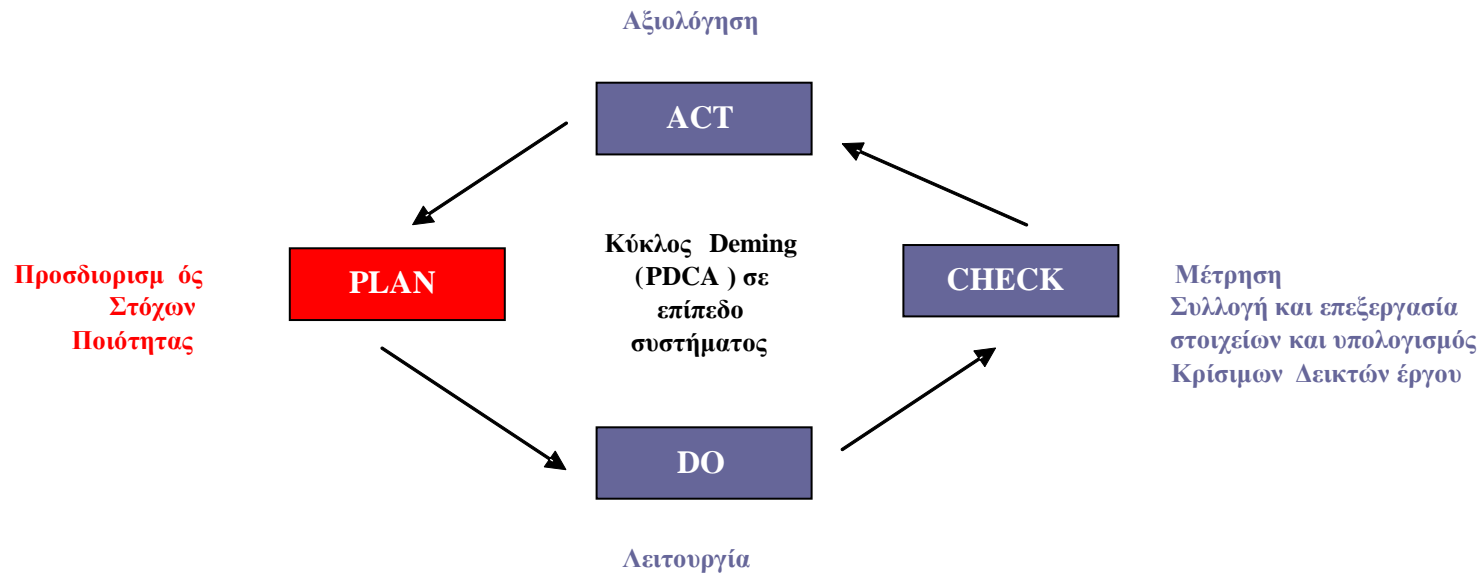 Αξιολόγηση
ACT
Κύκλος Deming
(PDCA ) σε
επίπεδο
συστήματος
PLAN
Προσδιορισμ ός
Στόχων
Ποιότητας
CHECK
Μέτρηση
Συλλογή και επεξεργασία
στοιχείων και υπολογισμός
Κρίσιμων Δεικτών έργου
DO
Λειτουργία